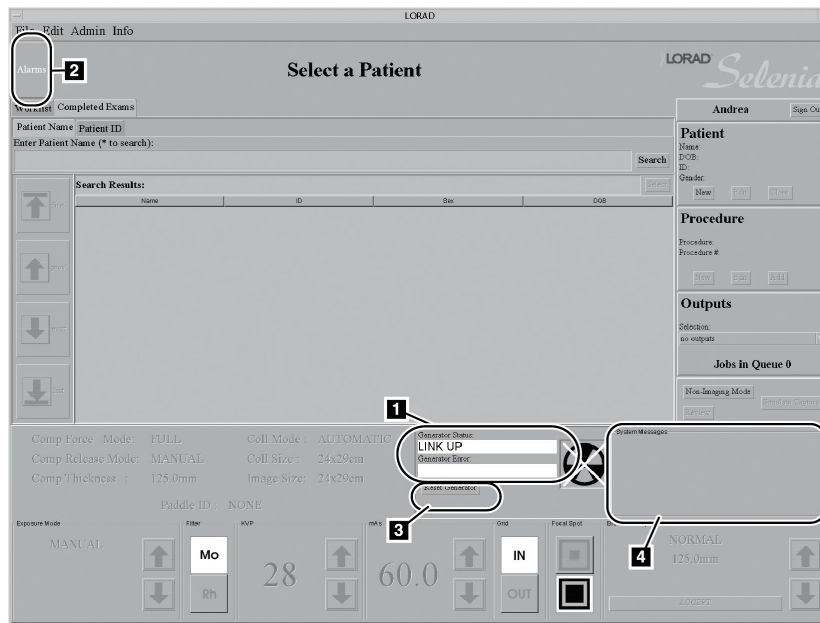 LORAD
File Edit Admin Info
Alarms
2
Select a Patient
LORAD
Selenia
Worklist Completed Exams
Andrea
Sign Out
Patient Name Patient ID
Enter Patient Name (* to search):
Search
Search Results:
Select
Name ID Sex DOB
First
Patient
Name:
DOB:
ID:
Gender:
New Edit Close
Procedure
Procedure:
Procedure #:
New Edit Add
Outputs
Selection:
no outputs
Jobs in Queue 0
Non-Imaging Mode
Simulate Capture
Review
1
Comp Force Mode: FULL
Comp Release Mode: MANUAL
Comp Thickness : 125.0mm
Coll Mode : AUTOMATIC
Coll Size : 24x29cm
Image Size: 24x29cm
Paddle ID : NONE
Generator Status:
LINK UP
Generator Error:
Reset Generator
3
System Messages
4
Exposure Mode
MANUAL
Filter
Mo
Rh
KVP
28
mAs
60.0
Grid
IN
OUT
Focal Spot
NORMAL
125.0mm
ACCEPT